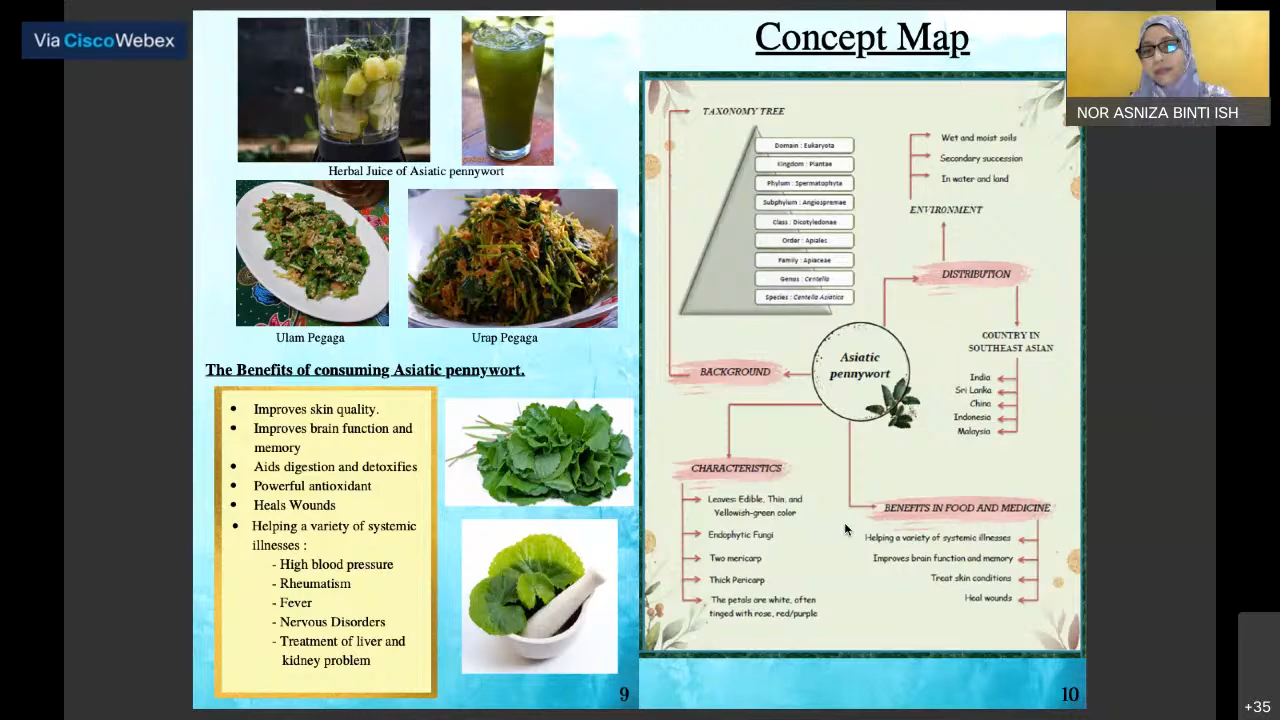 Via Cisco Webex
Herbal Juice of Asiatic pennywort
Ulam Pegaga
Urap Pegaga
The Benefits of consuming Asiatic pennywort.
• Improves skin quality.
• Improves brain function and
memory
• Aids digestion and detoxifies
• Powerful antioxidant
• Heals Wounds
• Helping a variety of systemic
illnesses :
- High blood pressure
- Rheumatism
- Fever
- Nervous Disorders
- Treatment of liver and
kidney problem
9
Concept Map
TAXONOMY TREE
Domain : Eukaryota
Kingdom : Plantae
Phylum : Spermatophyta
Subphylum : Angiospremae
Class : Dicotyledonae
Order : Apiales
Family : Apiaceae
Genus : Centella
Species : Centella Asiatica
Wet and moist soils
Secondary succession
In water and land
ENVIRONMENT
DISTRIBUTION
COUNTRY IN
SOUTHEAST ASIAN
India
Sri Lanka
China
Indonesia
Malaysia
Asiatic
pennywort
BACKGROUND
CHARACTERISTICS
Leaves: Edible, Thin, and
Yellowish-green color
Endophytic Fungi
Two mericarp
Thick Pericarp
The petals are white, often
tinged with rose, red/purple
BENEFITS IN FOOD AND MEDICINE
Helping a variety of systemic illnesses
Improves brain function and memory
Treat skin conditions
Heal wounds
10
NOR ASNIZA BINTI ISH
+35